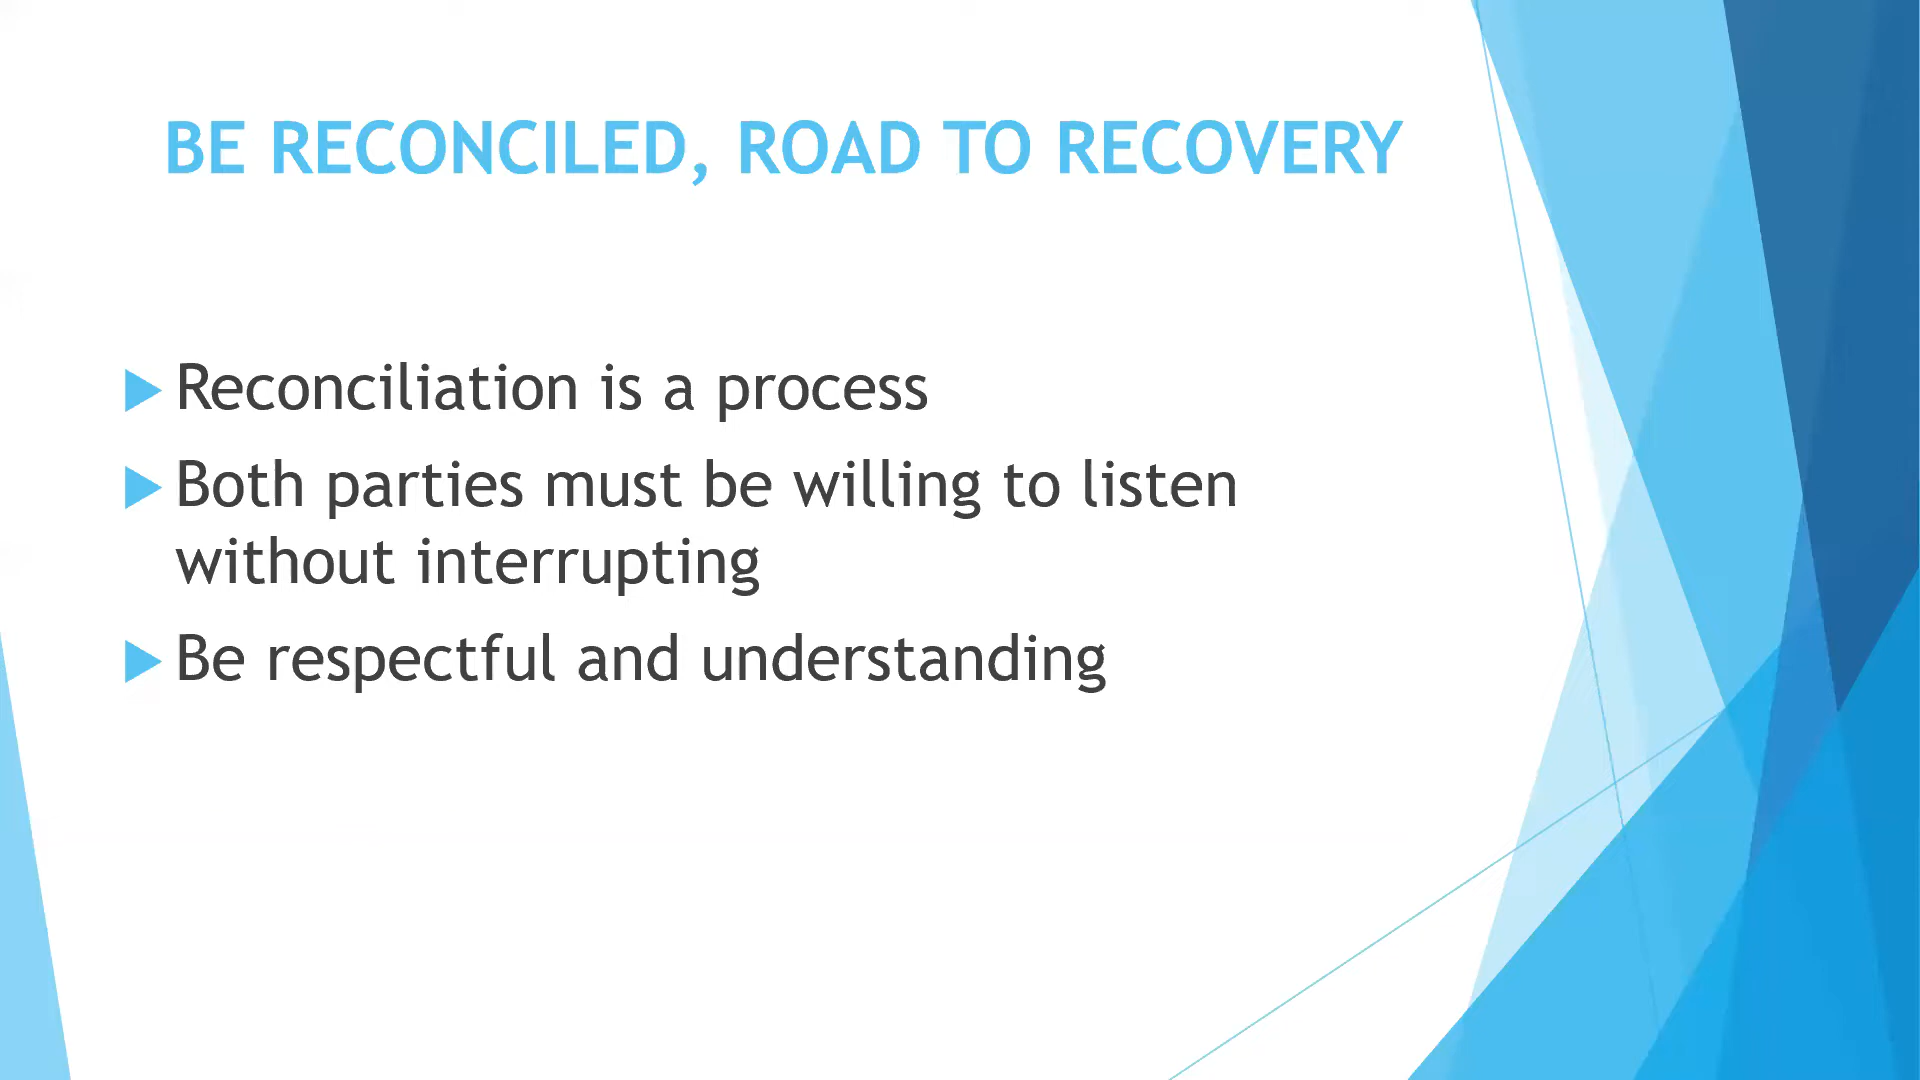 BE RECONCILED, ROAD TO RECOVERY
Reconciliation is a process
Both parties must be willing to listen
without interrupting
Be respectful and understanding